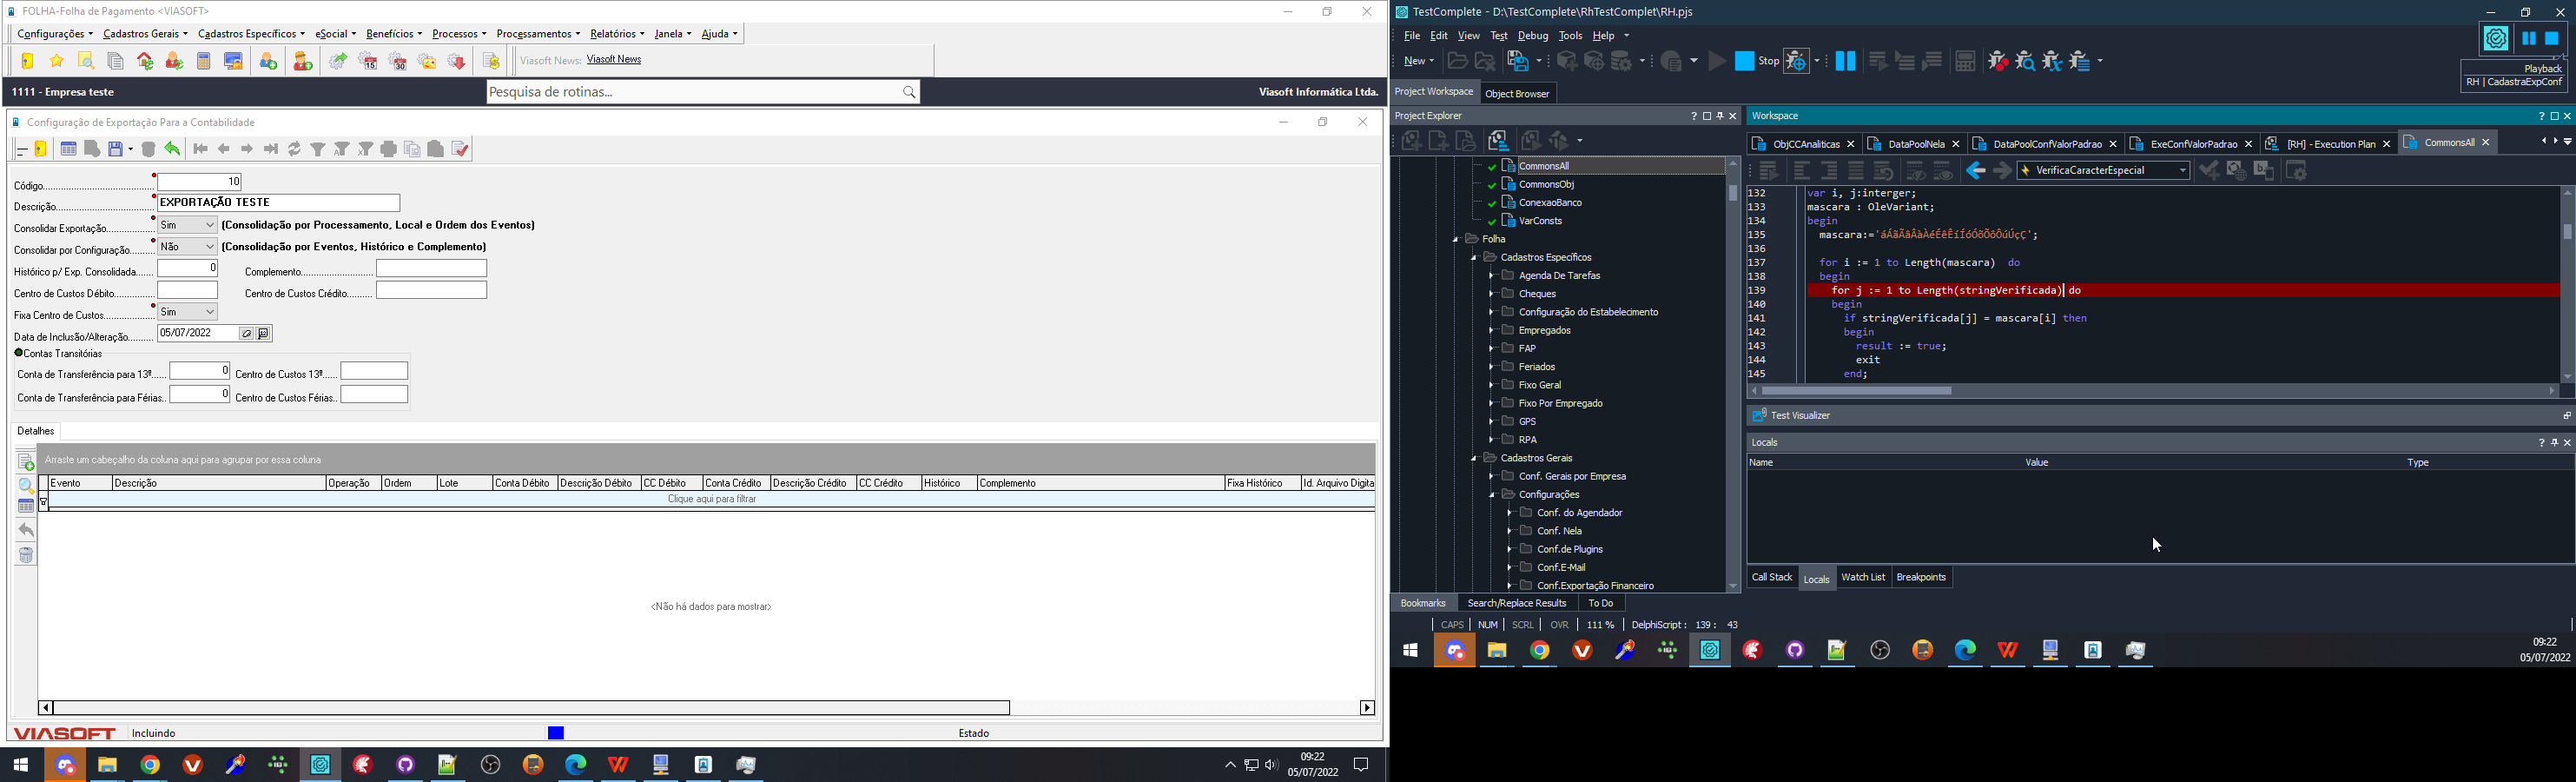 FOLHA-Folha de Pagamento <VIASOFT>
Configurações Cadastros Gerais Cadastros Específicos eSocial Benefícios Processos Processamentos Relatórios Janela Ajuda
Viasoft News: Viasoft News
1111 - Empresa teste
Pesquisa de rotinas...
Viasoft Informática Ltda.
Configuração de Exportação Para a Contabilidade
Código 10
Descrição EXPORTAÇÃO TESTE
Consolidar Exportação Sim (Consolidação por Processamento, Local e Ordem dos Eventos)
Consolidar por Configuração Não (Consolidação por Eventos, Histórico e Complemento)
Histórico p/ Exp. Consolidada 0 Complemento
Centro de Custos Débito Centro de Custos Crédito
Fixa Centro de Custos Sim
Data de Inclusão/Alteração 05/07/2022
Contas Transitórias
Conta de Transferência para 13º 0 Centro de Custos 13º
Conta de Transferência para Férias 0 Centro de Custos Férias
Detalhes
Arraste um cabeçalho da coluna aqui para agrupar por essa coluna
Evento Descrição Operação Ordem Lote Conta Débito Descrição Débito CC Débito Conta Crédito Descrição Crédito CC Crédito Histórico Complemento Fixa Histórico Id. Arquivo Digita
Clique aqui para filtrar
<Não há dados para mostrar>
VIASOFT Incluindo Estado
09:22
05/07/2022
TestComplete - D:\TestComplete\RhTestComplet\RH.pjs
File Edit View Test Debug Tools Help
New Stop
Playback
RH | CadastraExpConf
Project Workspace Object Browser
Project Explorer
CommonsAll
CommonsObj
ConexaoBanco
VarConsts
Folha
Cadastros Específicos
Agenda De Tarefas
Cheques
Configuração do Estabelecimento
Empregados
FAP
Feriados
Fixo Geral
Fixo Por Empregado
GPS
RPA
Cadastros Gerais
Conf. Gerais por Empresa
Configurações
Conf. do Agendador
Conf. Nela
Conf.de Plugins
Conf.E-Mail
Conf.Exportação Financeiro
Workspace
ObjCCAnaliticas DataPoolNela DataPoolConfValorPadrao ExeConfValorPadrao [RH] - Execution Plan CommonsAll
VerificaCaracterEspecial
132 var i, j:interger;
133 mascara : OleVariant;
134 begin
135 mascara:='áÁãÃâÂàÀéÉêÊíÍóÓõÕôÔúÚçÇ';
136
137 for i := 1 to Length(mascara) do
138 begin
139 for j := 1 to Length(stringVerificada) do
140 begin
141 if stringVerificada[j] = mascara[i] then
142 begin
143 result := true;
144 exit
145 end;
Test Visualizer
Locals
Name Value Type
Call Stack Locals Watch List Breakpoints
Bookmarks Search/Replace Results To Do
CAPS NUM SCRL OVR 111 % DelphiScript : 139 : 43
09:22
05/07/2022